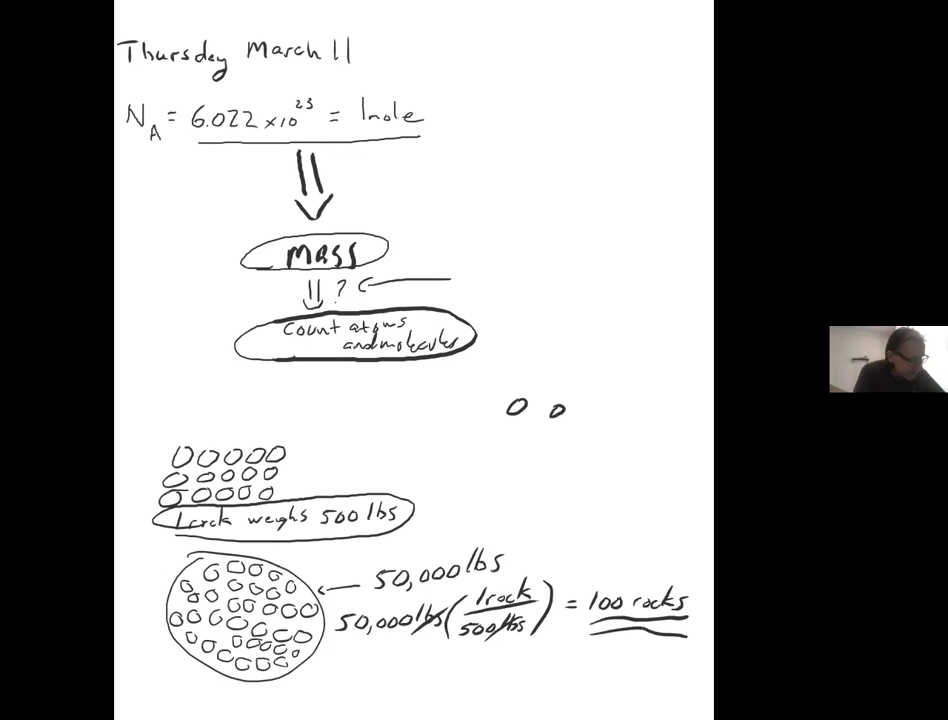 Thursday March 11
N_A = 6.022 × 10^23 = 1mole
mass
?
Count atoms
and molecules
1 rock weighs 500 lbs
50,000 lbs
50,000 lbs (1 rock / 500 lbs) = 100 rocks